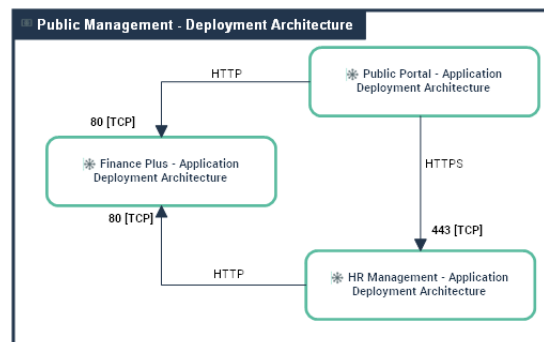 Public Management - Deployment Architecture
HTTP
Public Portal - Application
Deployment Architecture
80 [TCP]
Finance Plus - Application
Deployment Architecture
HTTPS
80 [TCP]
443 [TCP]
HTTP
HR Management - Application
Deployment Architecture